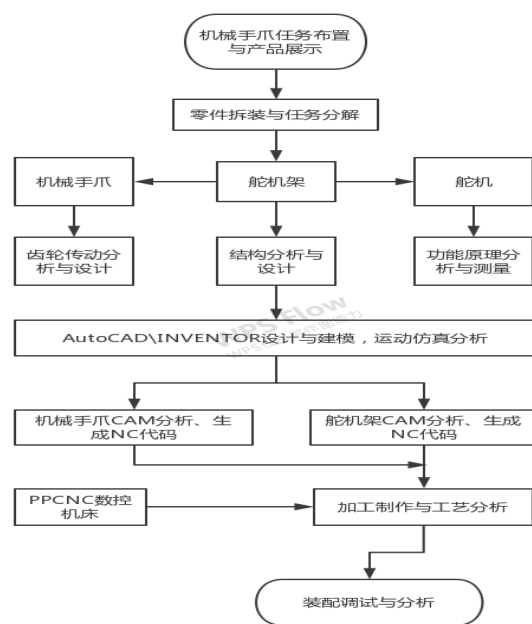 机械手爪任务布置
与产品展示
零件拆装与任务分解
机械手爪
舵机架
舵机
齿轮传动分
析与设计
结构分析与
设计
功能原理分
析与测量
WPS Flow
AutoCAD\INVENTOR设计与建模，运动仿真分析
机械手爪CAM分析、生
成NC代码
舵机架CAM分析、生成
NC代码
PPCNC数控
机床
加工制作与工艺分析
装配调试与分析